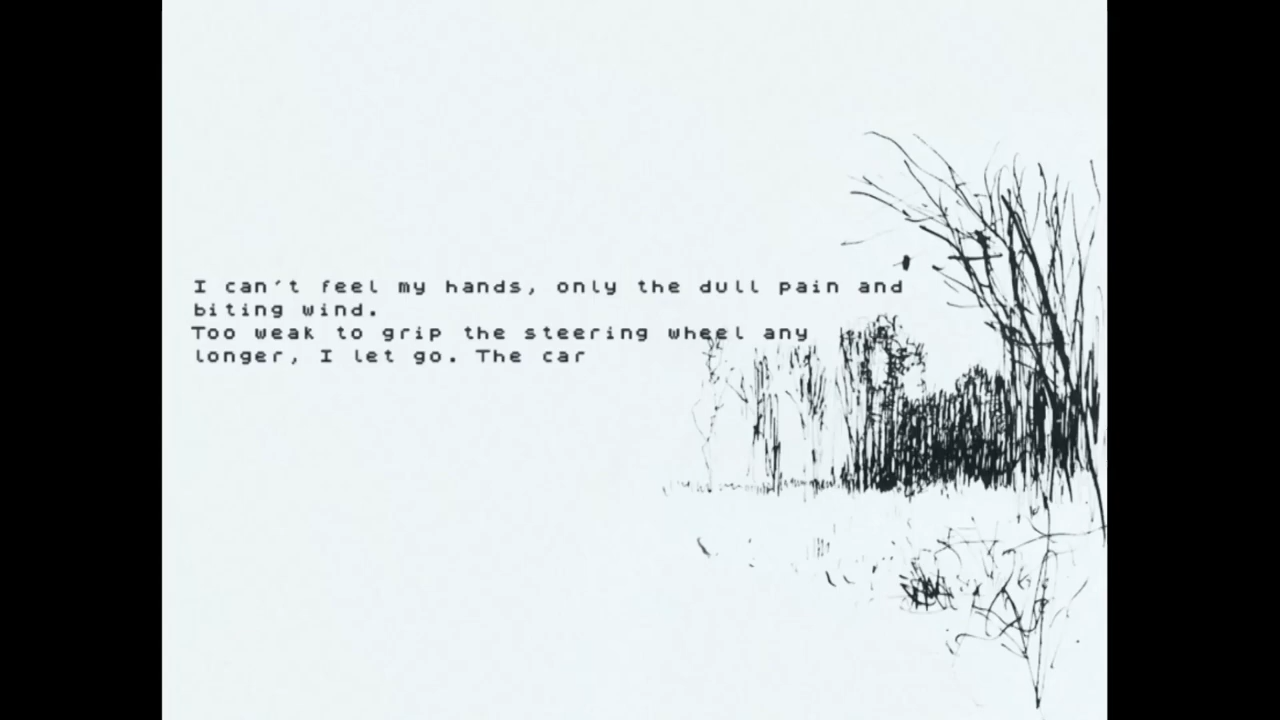 I can't feel my hands, only the dull pain and
biting wind.
Too weak to grip the steering wheel any
longer, I let go. The car